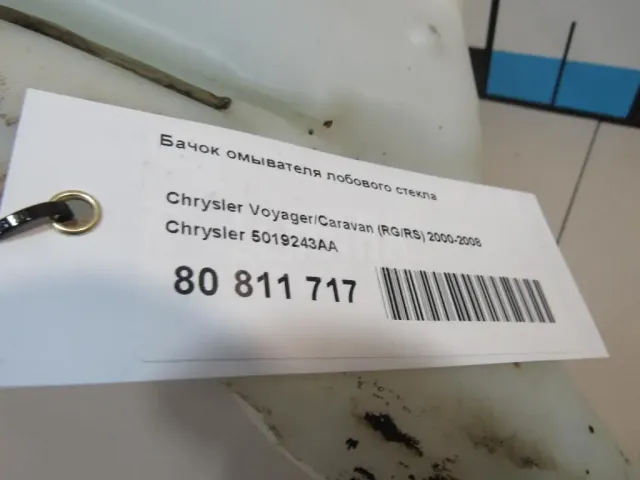 Бачок омывателя лобового стекла
Chrysler Voyager/Caravan (RG/RS) 2000-2008
Chrysler 5019243AA
80 811 717